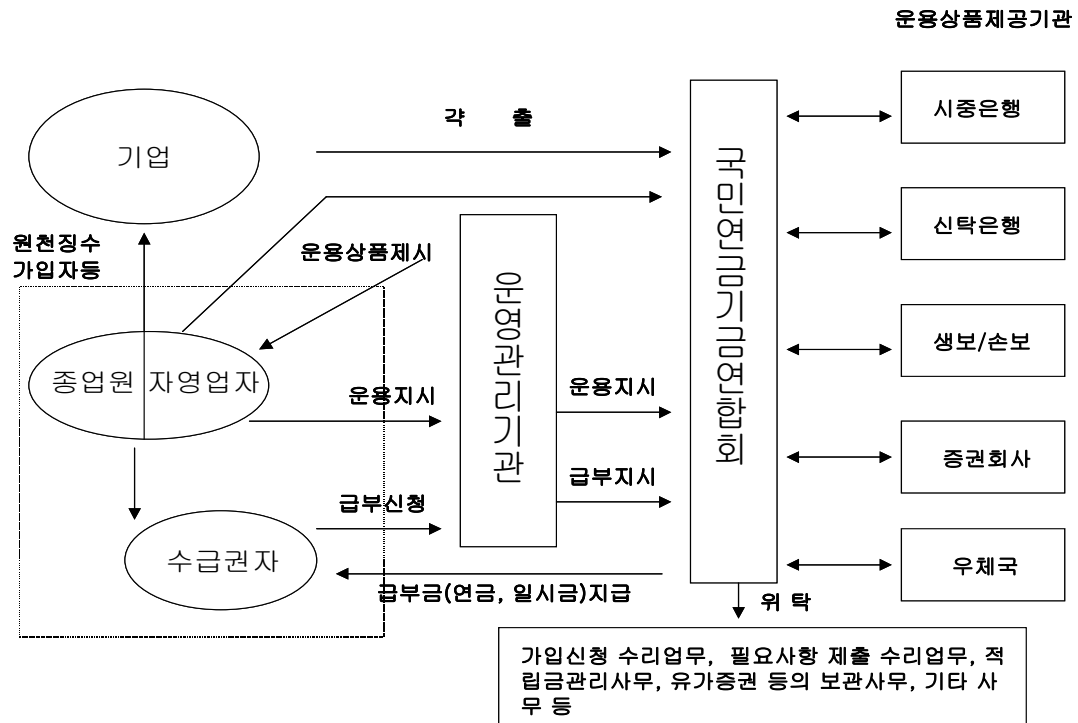 운용상품제공기관
시중은행
각 출
기업
국민연금기금연합회
신탁은행
원천징수
가입자등
운용상품제시
운영관리기관
생보/손보
종업원 자영업자
운용지시
운용지시
증권회사
급부지시
급부신청
수급권자
우체국
급부금(연금, 일시금)지급
위 탁
가입신청 수리업무, 필요사항 제출 수리업무, 적
립금관리사무, 유가증권 등의 보관사무, 기타 사
무 등